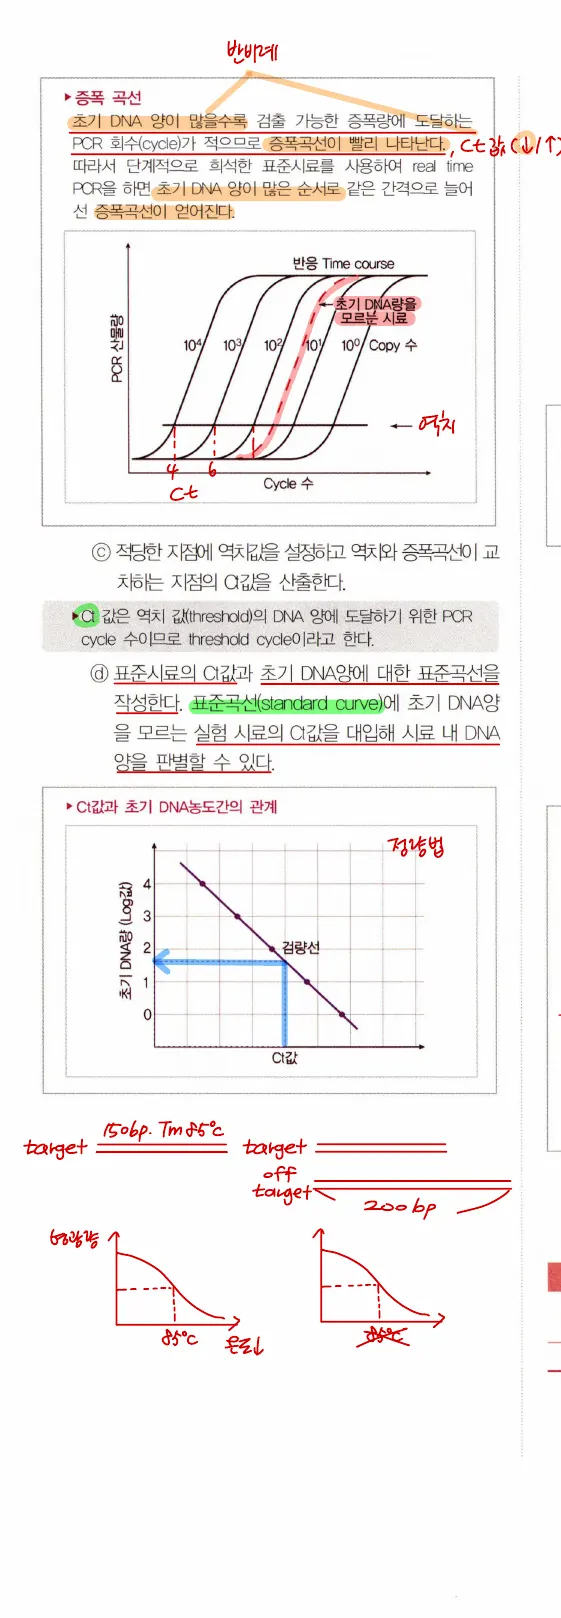 반비례
▸증폭 곡선
초기 DNA 양이 많을수록 검출 가능한 증폭량에 도달하는
PCR 회수(cycle)가 적으므로 증폭곡선이 빨리 나타난다. , Ct값(↓/↑)
따라서 단계적으로 희석한 표준시료를 사용하여 real time
PCR을 하면 초기 DNA 양이 많은 순서로 같은 간격으로 늘어
선 증폭곡선이 얻어진다.
반응 Time course
초기 DNA량을
모르는 시료
10⁴ 10³ 10² 10¹ 10⁰ Copy 수
PCR 산물량
← 역치
4 6
Ct
Cycle 수
ⓒ 적당한 지점에 역치값을 설정하고 역치와 증폭곡선이 교
차하는 지점의 Ct값을 산출한다.
▸Ct 값은 역치 값(threshold)의 DNA 양에 도달하기 위한 PCR
cycle 수이므로 threshold cycle이라고 한다.
ⓓ 표준시료의 Ct값과 초기 DNA양에 대한 표준곡선을
작성한다. 표준곡선(standard curve)에 초기 DNA양
을 모르는 실험 시료의 Ct값을 대입해 시료 내 DNA
양을 판별할 수 있다.
▸Ct값과 초기 DNA농도간의 관계
정량법
초기 DNA량 (Log값)
4
3
2
1
0
검량선
Ct값
150bp. Tm 85°C
target target
off
target
200bp
형광량
85°C 온도
85°C